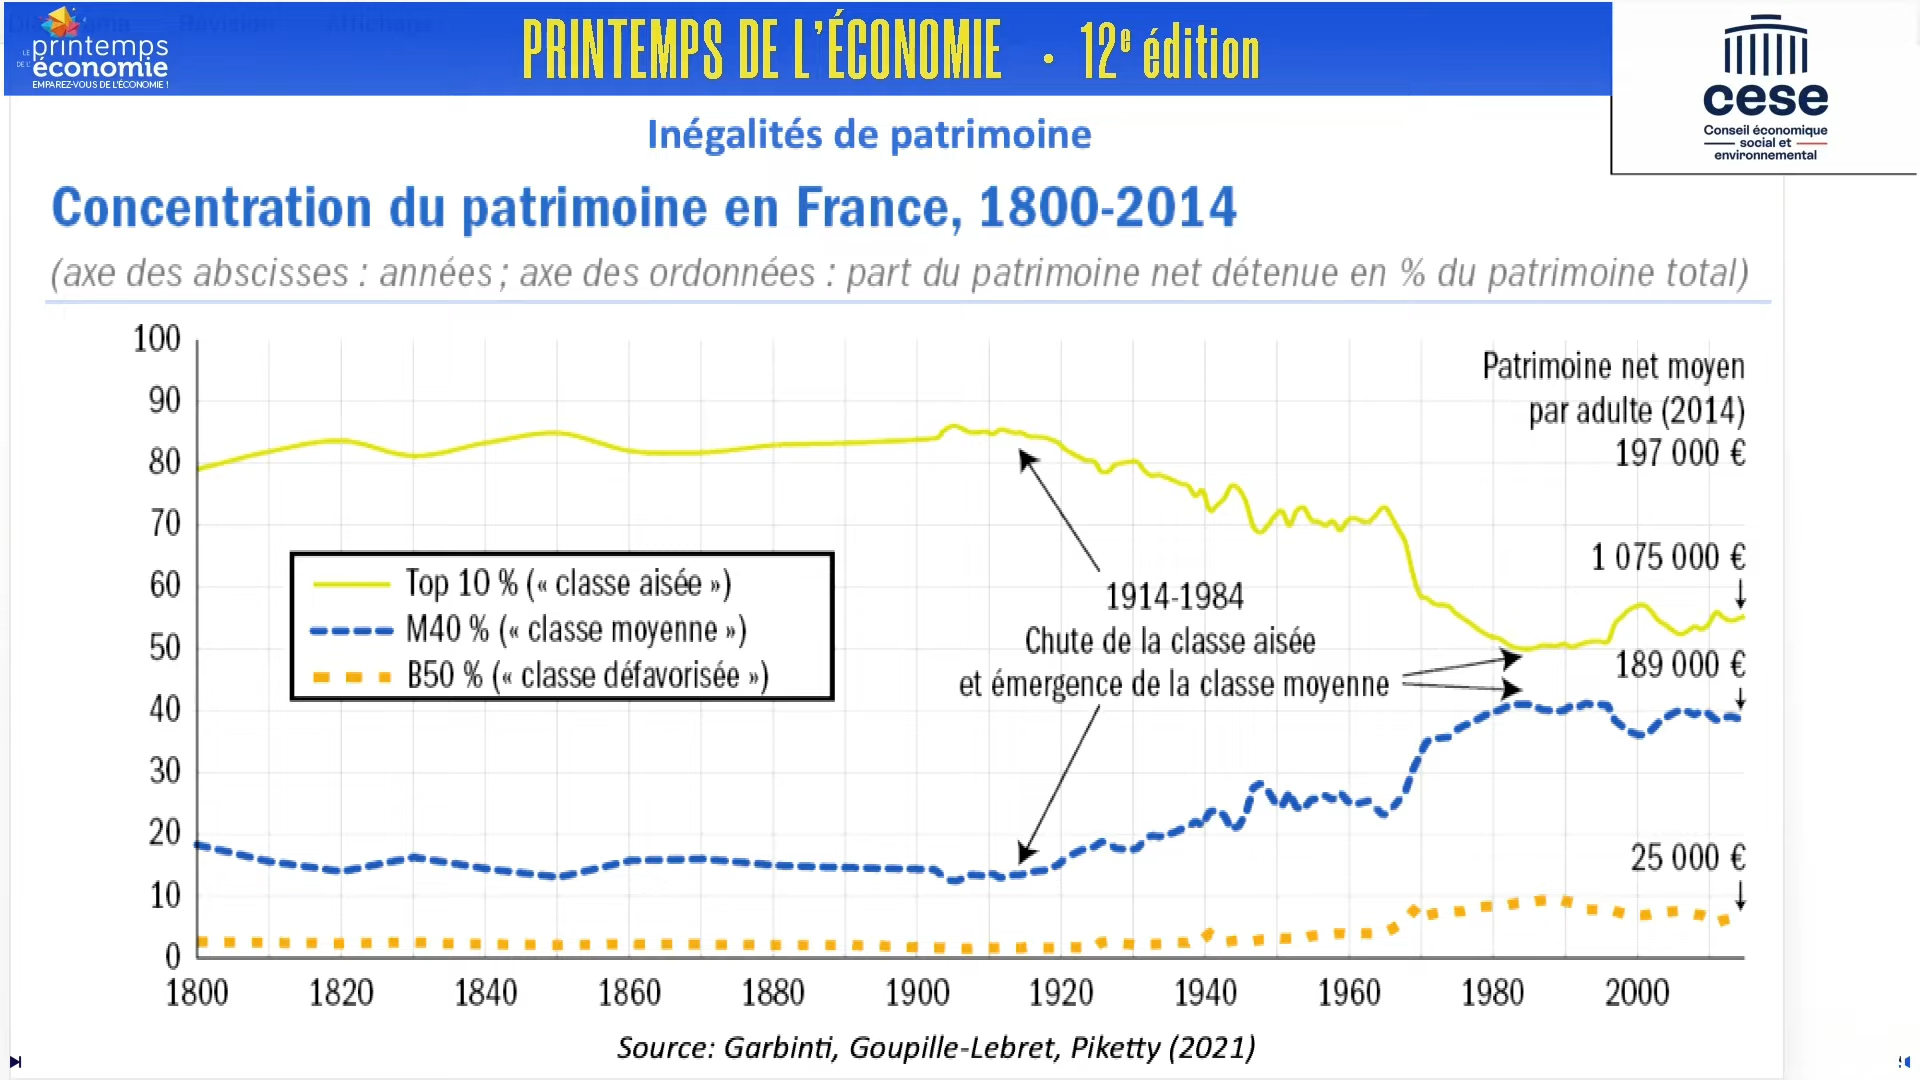 LE printemps
DE L' économie
EMPAREZ-VOUS DE L'ÉCONOMIE !
PRINTEMPS DE L'ÉCONOMIE • 12e édition
cese
Conseil économique
social et
environnemental
Inégalités de patrimoine
Concentration du patrimoine en France, 1800-2014
(axe des abscisses : années ; axe des ordonnées : part du patrimoine net détenue en % du patrimoine total)
100
90
80
70
60
50
40
30
20
10
0
Patrimoine net moyen
par adulte (2014)
197 000 €
1 075 000 €
189 000 €
25 000 €
Top 10 % (« classe aisée »)
M40 % (« classe moyenne »)
B50 % (« classe défavorisée »)
1914-1984
Chute de la classe aisée
et émergence de la classe moyenne
1800 1820 1840 1860 1880 1900 1920 1940 1960 1980 2000
Source: Garbinti, Goupille-Lebret, Piketty (2021)